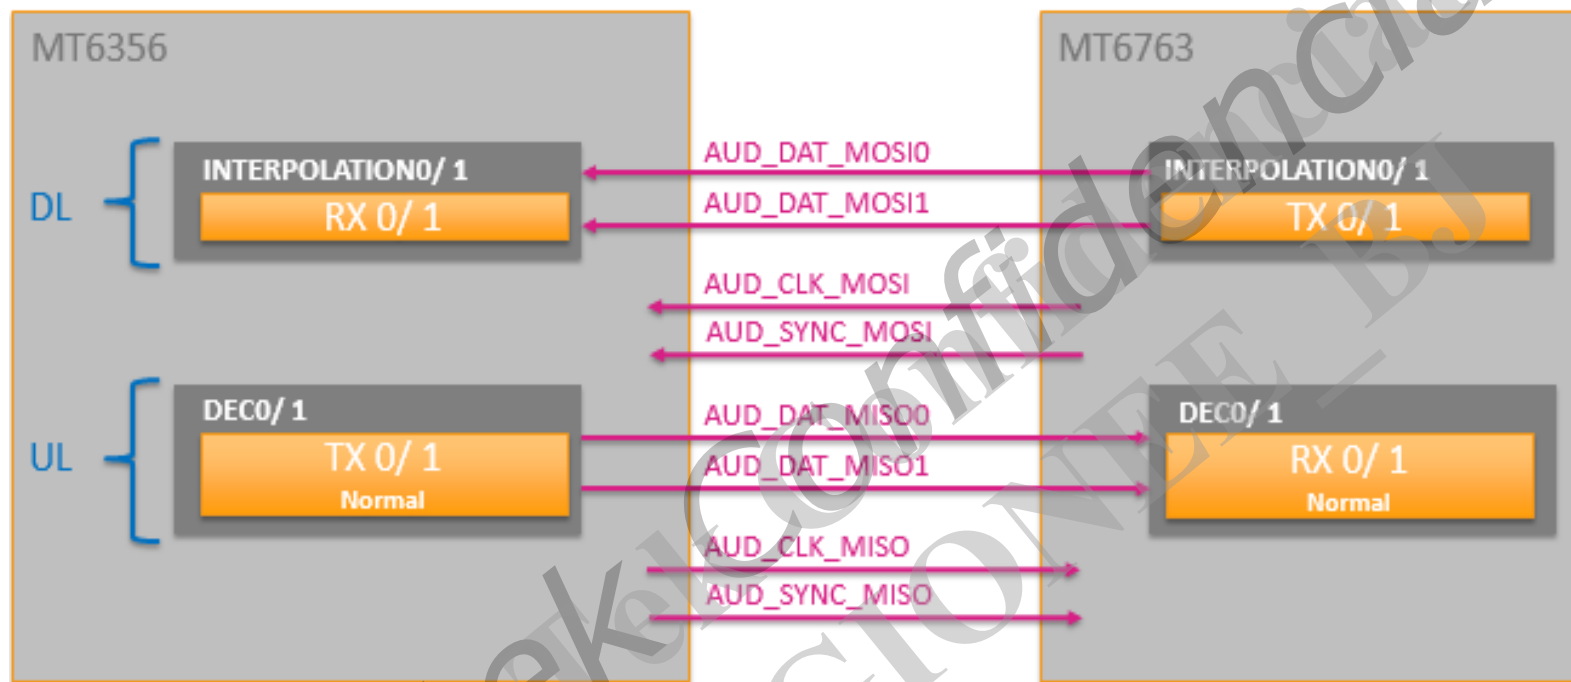 MT6356
MT6763
DL
INTERPOLATION0/ 1
RX 0/ 1
AUD_DAT_MOSI0
AUD_DAT_MOSI1
INTERPOLATION0/ 1
TX 0/ 1
AUD_CLK_MOSI
AUD_SYNC_MOSI
UL
DEC0/ 1
TX 0/ 1
Normal
AUD_DAT_MISO0
AUD_DAT_MISO1
DEC0/ 1
RX 0/ 1
Normal
AUD_CLK_MISO
AUD_SYNC_MISO